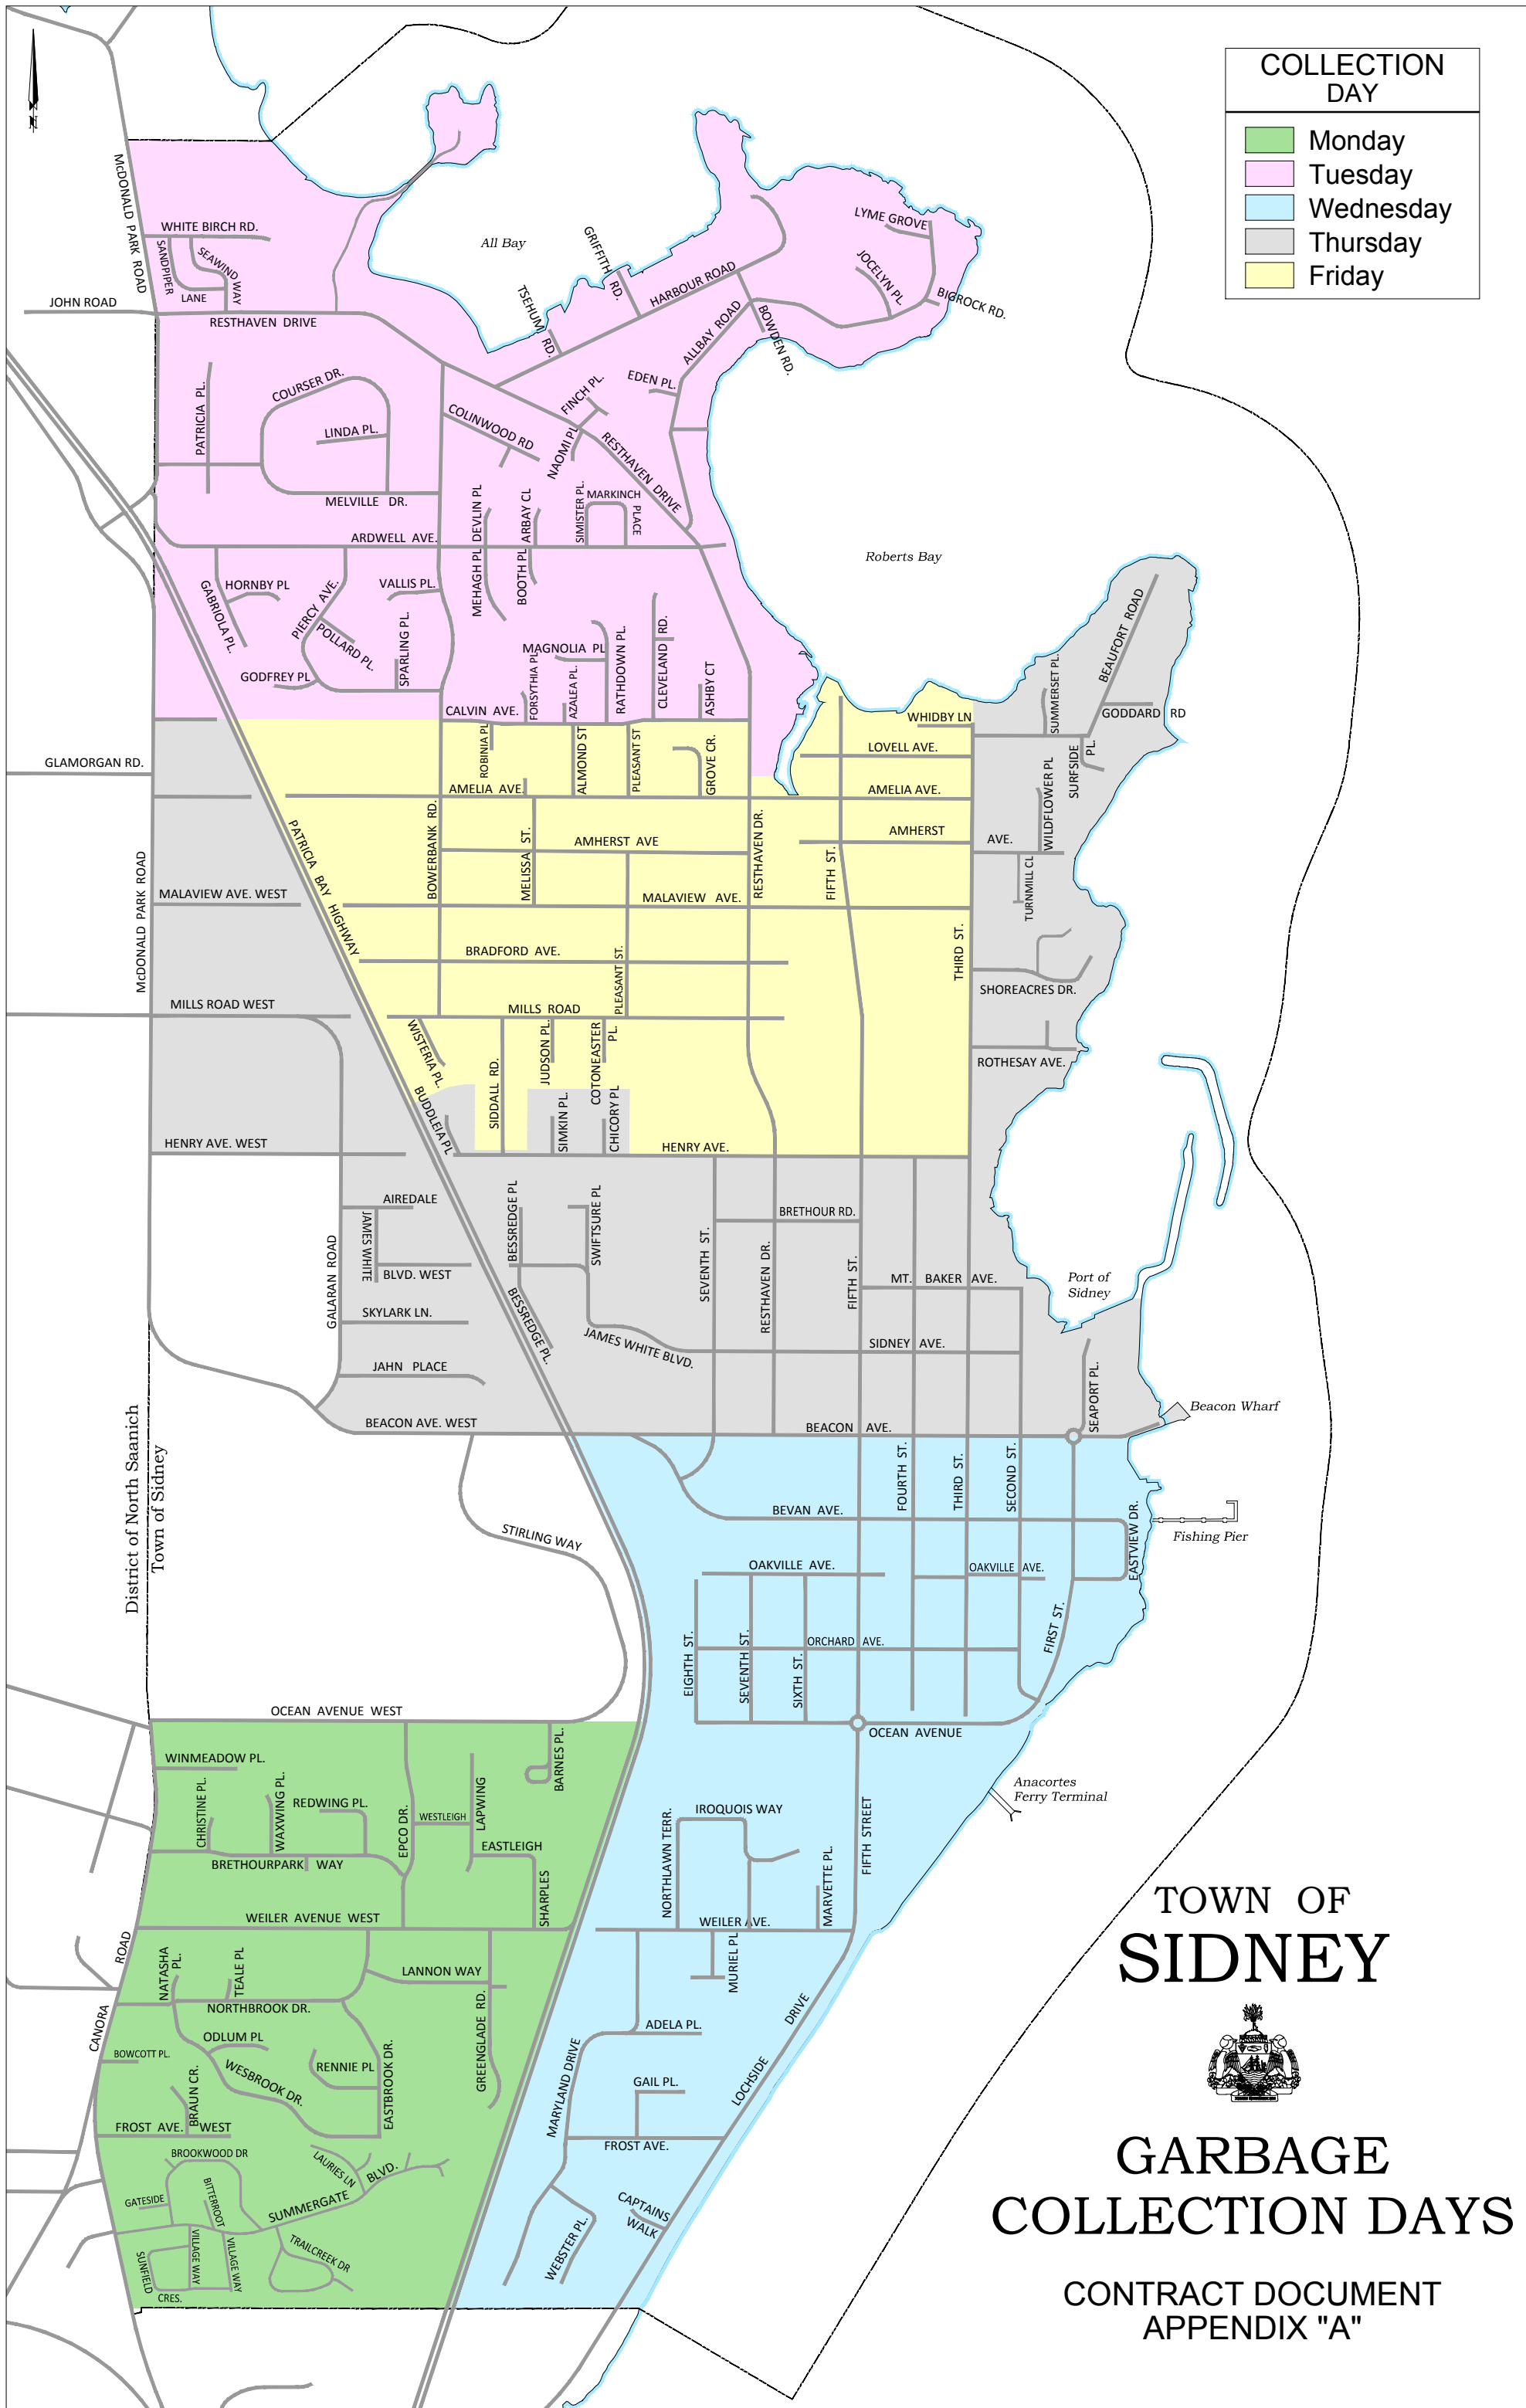 COLLECTION
DAY
Monday
Tuesday
Wednesday
Thursday
Friday
N
McDONALD PARK ROAD
WHITE BIRCH RD.
SANDPIPER
SEAWIND WAY
LANE
JOHN ROAD
RESTHAVEN DRIVE
All Bay
GRIFFITH RD.
TSEHUM RD.
HARBOUR ROAD
LYME GROVE
JOCELYN PL.
BIGROCK RD.
ALLBAY ROAD
BOWDEN RD.
EDEN PL.
FINCH PL.
NAOMI PL
COLINWOOD RD
RESTHAVEN DRIVE
PATRICIA PL.
COURSER DR.
LINDA PL.
MELVILLE DR.
ARDWELL AVE.
MEHAGH PL
DEVLIN PL
BOOTH PL
ARBAY CL
SIMISTER PL.
MARKINCH
PLACE
Roberts Bay
GABRIOLA PL.
HORNBY PL
PIERCY AVE.
POLLARD PL.
VALLIS PL.
SPARLING PL.
GODFREY PL
MAGNOLIA PL
FORSYTHIA PL
AZALEA PL.
RATHDOWN PL.
CLEVELAND RD.
ASHBY CT
CALVIN AVE.
BEAUFORT ROAD
SUMMERSET PL.
GODDARD RD
WHIDBY LN
LOVELL AVE.
SURFSIDE
PL.
WILDFLOWER PL
GLAMORGAN RD.
ROBINIA PL
ALMOND ST
PLEASANT ST
GROVE CR.
AMELIA AVE.
AMELIA AVE.
PATRICIA BAY HIGHWAY
BOWERBANK RD.
MELISSA ST.
AMHERST AVE
RESTHAVEN DR.
FIFTH ST.
AMHERST
AVE.
TURNMILL CL
McDONALD PARK ROAD
MALAVIEW AVE. WEST
MALAVIEW AVE.
BRADFORD AVE.
PLEASANT ST.
THIRD ST.
SHOREACRES DR.
MILLS ROAD WEST
MILLS ROAD
WISTERIA PL.
SIDDALL RD.
JUDSON PL.
COTONEASTER
PL.
ROTHESAY AVE.
BUDDLEIA PL
SIMKIN PL.
CHICORY PL
HENRY AVE. WEST
HENRY AVE.
AIREDALE
JAMES WHITE
BLVD. WEST
GALARAN ROAD
SKYLARK LN.
JAHN PLACE
BESSREDGE PL
SWIFTSURE PL
BESSREDGE PL.
JAMES WHITE BLVD.
SEVENTH ST.
RESTHAVEN DR.
BRETHOUR RD.
FIFTH ST.
MT. BAKER AVE.
SIDNEY AVE.
Port of
Sidney
SEAPORT PL.
Beacon Wharf
BEACON AVE. WEST
BEACON AVE.
District of North Saanich
Town of Sidney
STIRLING WAY
FOURTH ST.
THIRD ST.
SECOND ST.
BEVAN AVE.
EASTVIEW DR.
Fishing Pier
OAKVILLE AVE.
OAKVILLE AVE.
FIRST ST.
EIGHTH ST.
SEVENTH ST.
SIXTH ST.
ORCHARD AVE.
OCEAN AVENUE WEST
OCEAN AVENUE
Anacortes
Ferry Terminal
WINMEADOW PL.
BARNES PL.
CHRISTINE PL.
WAXWING PL.
REDWING PL.
EPCO DR.
WESTLEIGH
LAPWING
EASTLEIGH
SHARPLES
BRETHOURPARK WAY
IROQUOIS WAY
NORTHLAWN TERR.
MARVETTE PL.
FIFTH STREET
WEILER AVENUE WEST
WEILER AVE.
CANORA ROAD
NATASHA
PL.
TEALE PL
LANNON WAY
NORTHBROOK DR.
MURIEL PL
GREENGLADE RD.
ODLUM PL
BOWCOTT PL.
WESBROOK DR.
RENNIE PL
EASTBROOK DR.
BRAUN CR.
FROST AVE. WEST
ADELA PL.
MARYLAND DRIVE
GAIL PL.
LOCHSIDE DRIVE
FROST AVE.
BROOKWOOD DR
LAURIES LN
SUMMERGATE BLVD.
GATESIDE
BITTERROOT
VILLAGE WAY
VILLAGE WAY
TRAILCREEK DR
SUNFIELD
CRES.
CAPTAINS
WALK
WEBSTER PL.
TOWN OF
SIDNEY
GARBAGE
COLLECTION DAYS
CONTRACT DOCUMENT
APPENDIX "A"